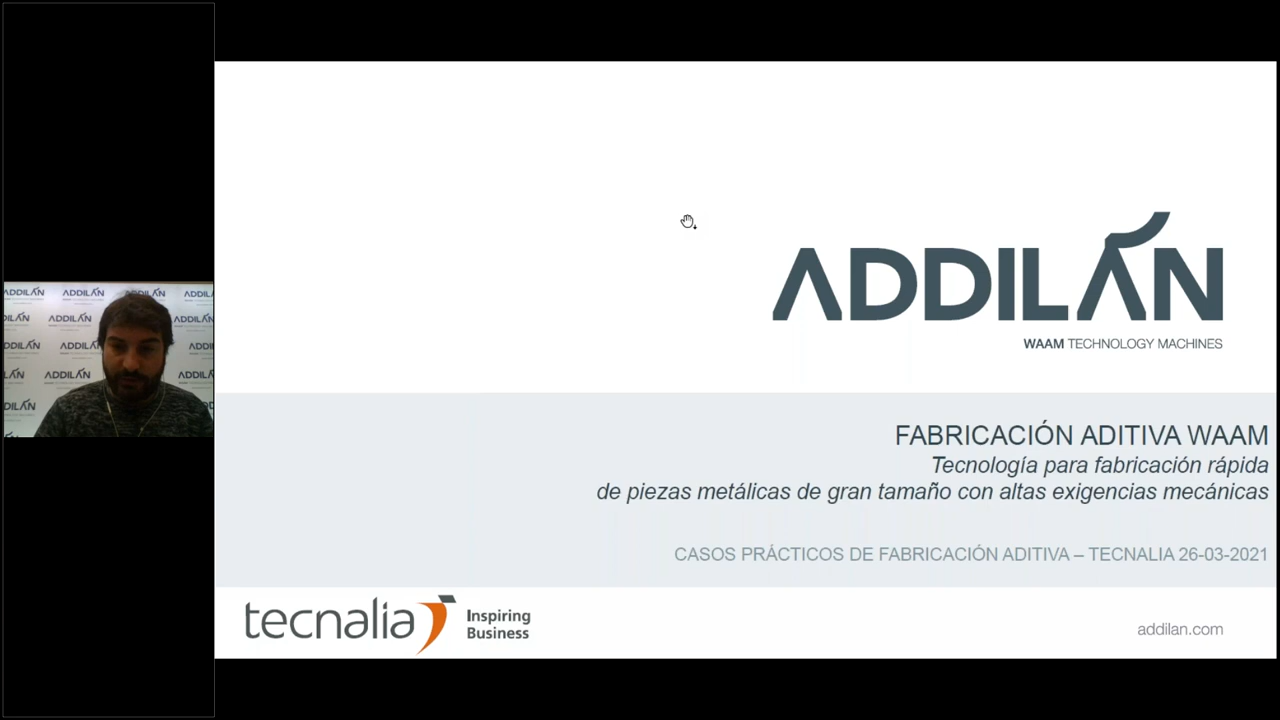 ADDILAN
WAAM TECHNOLOGY MACHINES
FABRICACIÓN ADITIVA WAAM
Tecnología para fabricación rápida
de piezas metálicas de gran tamaño con altas exigencias mecánicas
CASOS PRÁCTICOS DE FABRICACIÓN ADITIVA – TECNALIA 26-03-2021
tecnalia
Inspiring
Business
addilan.com